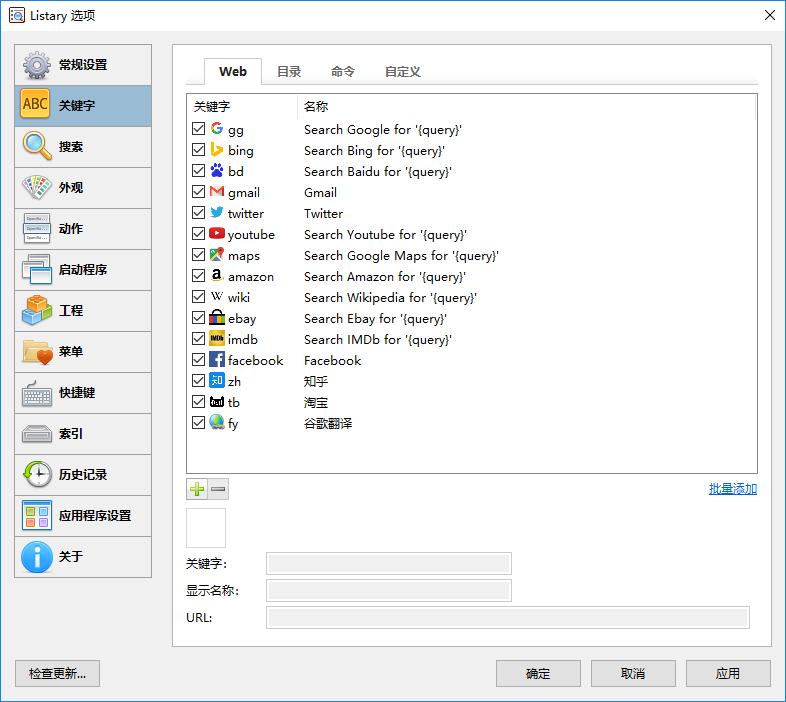 Listary 选项
常规设置
ABC 关键字
搜索
外观
动作
启动程序
工程
菜单
快捷键
索引
历史记录
应用程序设置
关于
Web 目录 命令 自定义
关键字 名称
gg Search Google for '{query}'
bing Search Bing for '{query}'
bd Search Baidu for '{query}'
gmail Gmail
twitter Twitter
youtube Search Youtube for '{query}'
maps Search Google Maps for '{query}'
amazon Search Amazon for '{query}'
wiki Search Wikipedia for '{query}'
ebay Search Ebay for '{query}'
imdb Search IMDb for '{query}'
facebook Facebook
知 zh 知乎
tb 淘宝
fy 谷歌翻译
批量添加
关键字:
显示名称:
URL:
检查更新... 确定 取消 应用